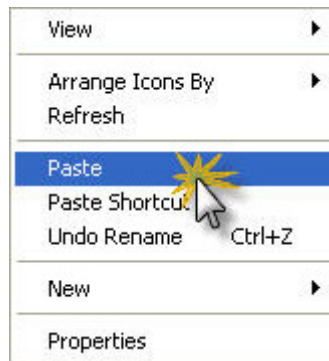 View
Arrange Icons By
Refresh
Paste
Paste Shortcut
Undo Rename Ctrl+Z
New
Properties